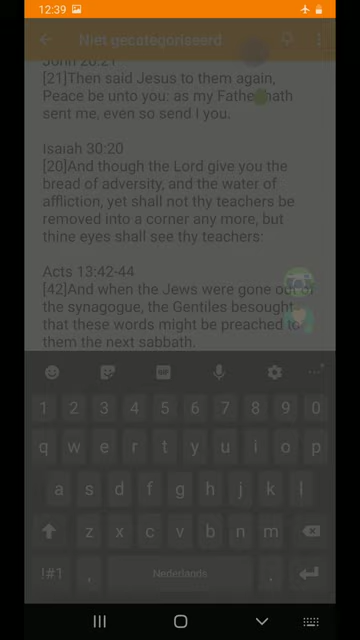 12:39
Niet gecategoriseerd
John 20:21
[21]Then said Jesus to them again,
Peace be unto you: as my Father hath
sent me, even so send I you.
Isaiah 30:20
[20]And though the Lord give you the
bread of adversity, and the water of
affliction, yet shall not thy teachers be
removed into a corner any more, but
thine eyes shall see thy teachers:
Acts 13:42-44
[42]And when the Jews were gone out of
the synagogue, the Gentiles besought
that these words might be preached to
them the next sabbath.
GIF
1 2 3 4 5 6 7 8 9 0
q w e r t y u i o p
a s d f g h j k l
z x c v b n m
!#1 , Nederlands .